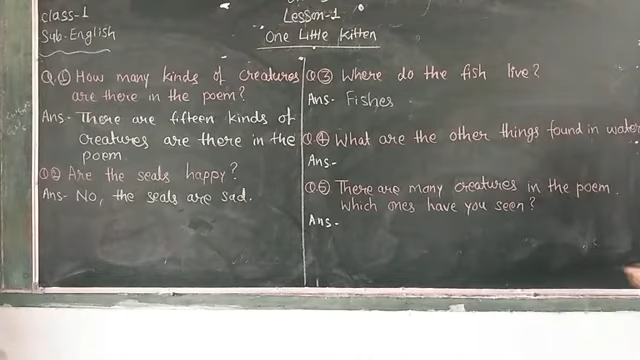 Class-1
Sub-English
Lesson-1
One Little Kitten
Q.① How many kinds of creatures
are there in the poem?
Ans- There are fifteen kinds of
creatures are there in the
poem
Q② Are the seals happy?
Ans- No, the seals are sad.
Q.③ Where do the fish live?
Ans- Fishes
Q.④ What are the other things found in water
Ans-
Q.⑤ There are many creatures in the poem.
Which ones have you seen?
Ans-